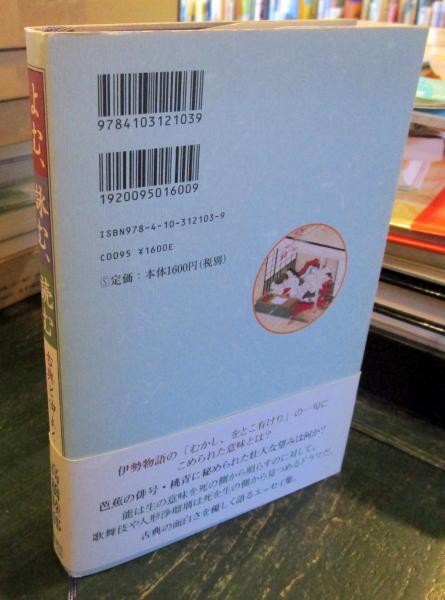 9784103121039
1920095016009
ISBN978-4-10-312103-9
C0095 ¥1600E
Ⓢ定価：本体1600円(税別)
伊勢物語の「むかし、をとこ有けり」の一句に
こめられた意味とは？
芭蕉の俳号・桃青に秘められた壮大な望みは何か？
能は生の意味を死の側から照らすのに対して、
歌舞伎や人形浄瑠璃は死を生の側から見つめるドラマだ。
古典の面白さを優しく語るエッセイ集。
よむ、詠む、読む